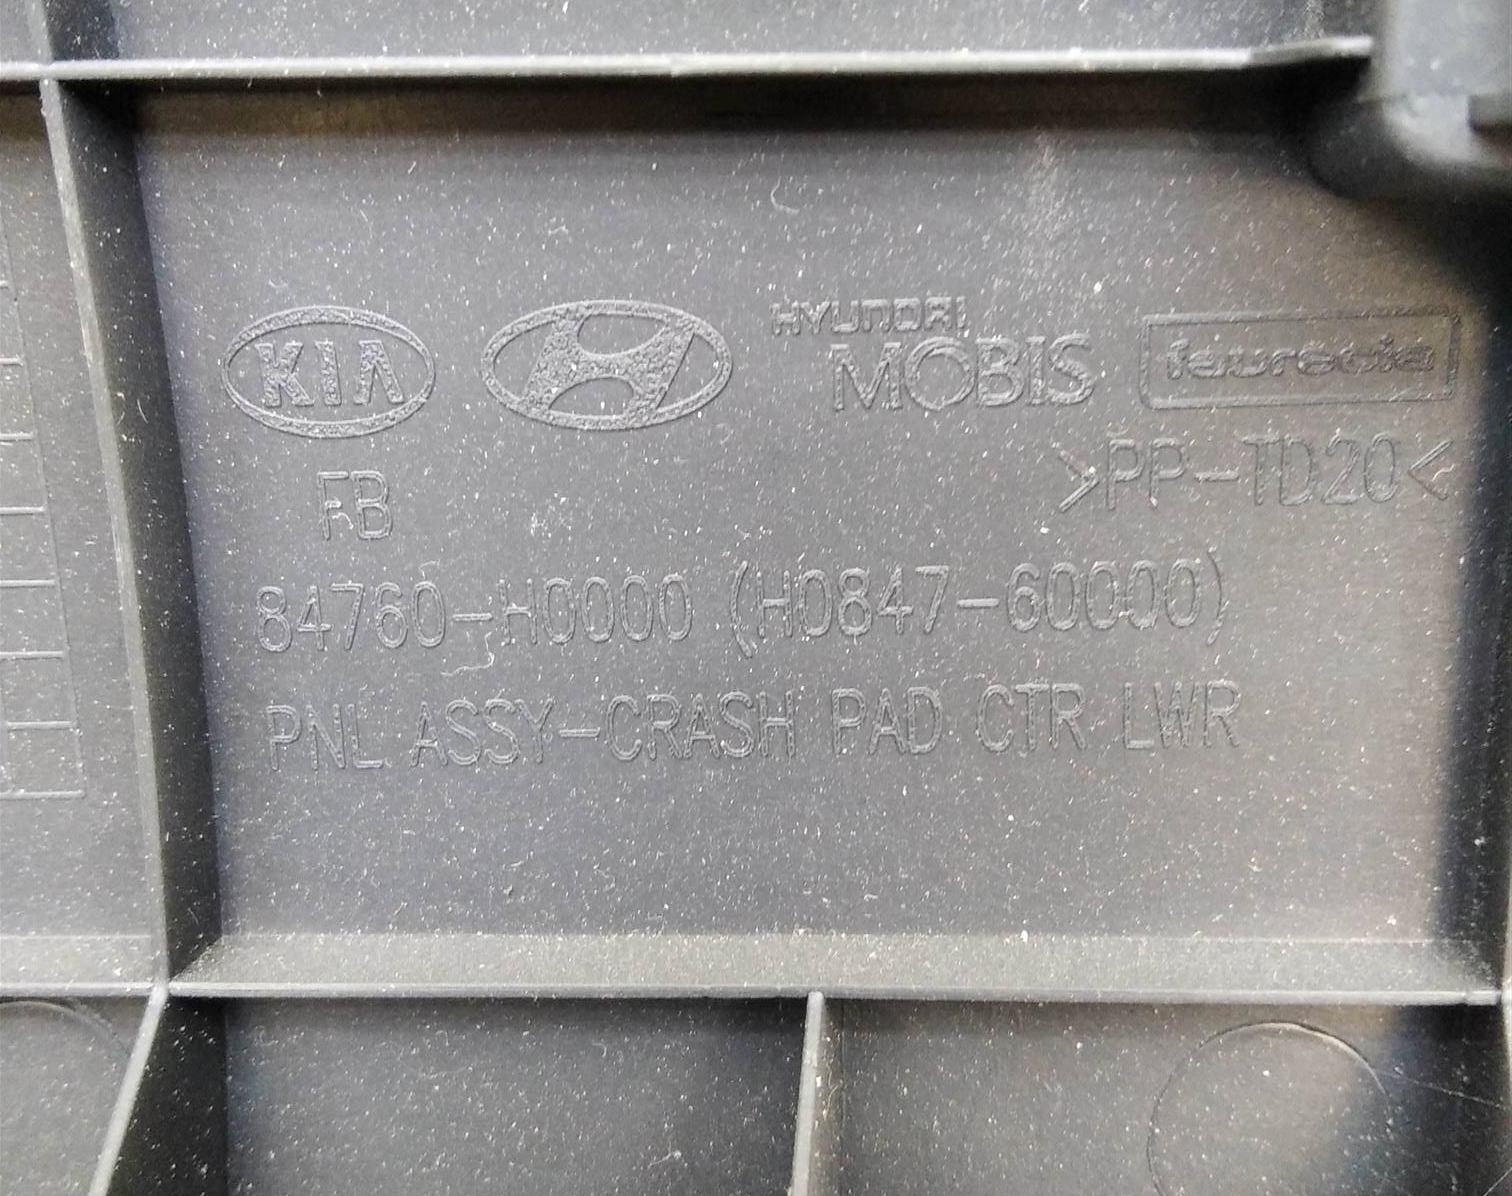 KIA
HYUNDAI
MOBIS
faurecia
>PP-TD20<
FB
84760-H0000 (H0847-60000)
PNL ASSY-CRASH PAD CTR LWR